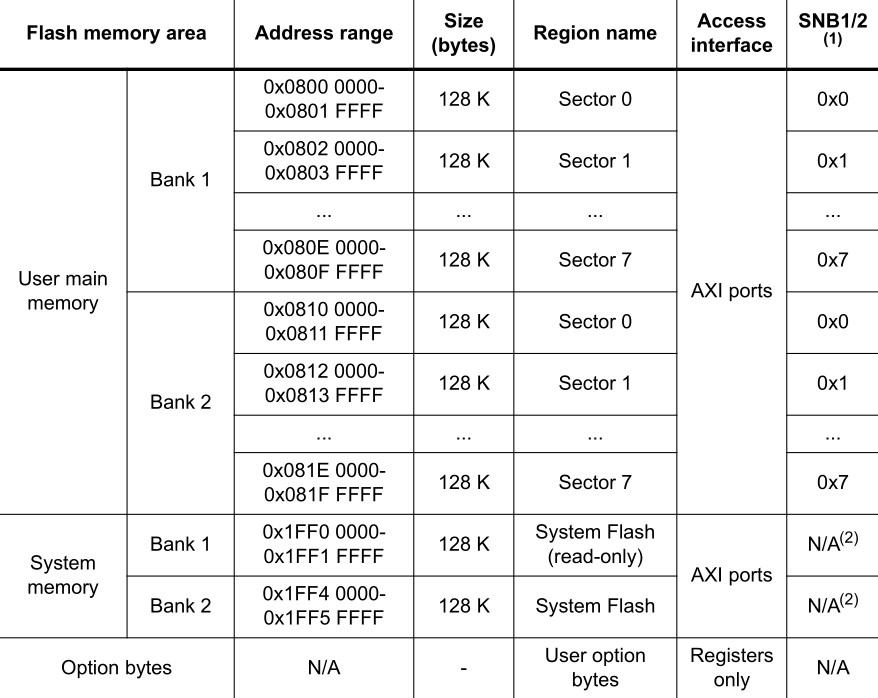 Flash memory area
Address range
Size
(bytes)
Region name
Access
interface
SNB1/2
(1)
User main
memory
Bank 1
0x0800 0000-
0x0801 FFFF
128 K
Sector 0
AXI ports
0x0
0x0802 0000-
0x0803 FFFF
128 K
Sector 1
0x1
...
...
...
...
0x080E 0000-
0x080F FFFF
128 K
Sector 7
0x7
Bank 2
0x0810 0000-
0x0811 FFFF
128 K
Sector 0
0x0
0x0812 0000-
0x0813 FFFF
128 K
Sector 1
0x1
...
...
...
...
0x081E 0000-
0x081F FFFF
128 K
Sector 7
0x7
System
memory
Bank 1
0x1FF0 0000-
0x1FF1 FFFF
128 K
System Flash
(read-only)
AXI ports
N/A(2)
Bank 2
0x1FF4 0000-
0x1FF5 FFFF
128 K
System Flash
N/A(2)
Option bytes
N/A
-
User option
bytes
Registers
only
N/A